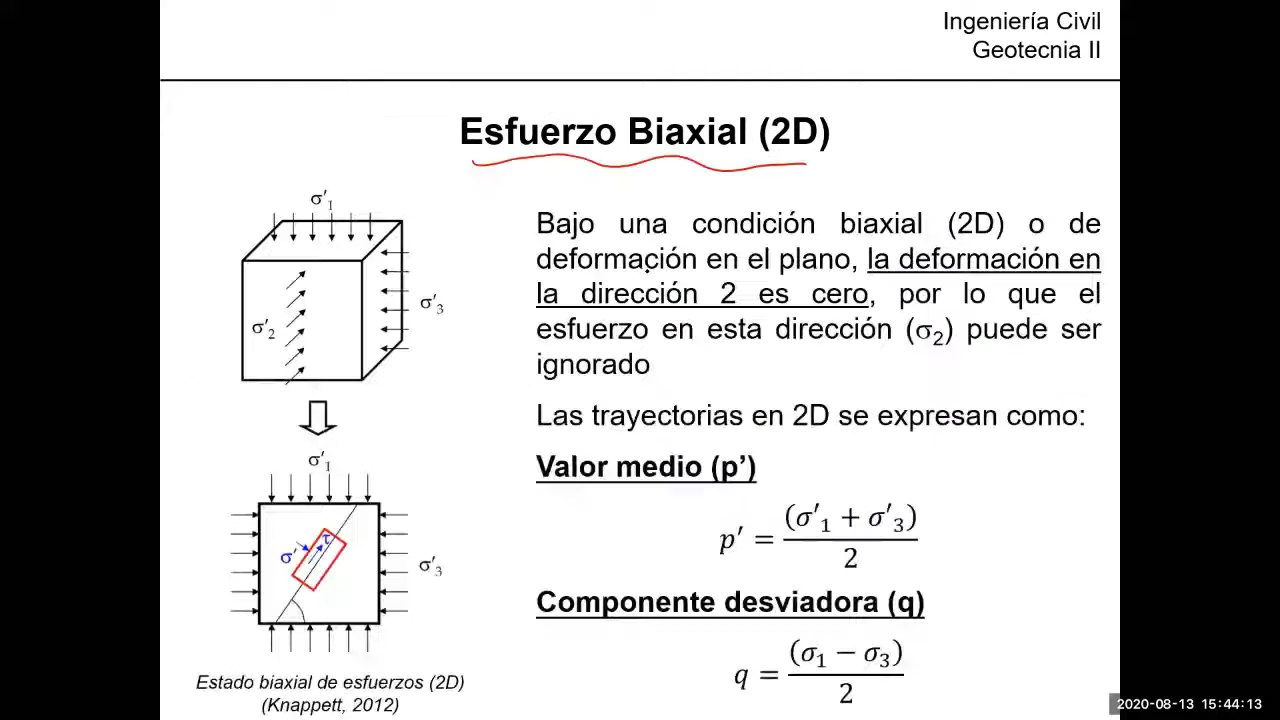 Ingeniería Civil
Geotecnia II
Esfuerzo Biaxial (2D)
σ′₁
σ′₂
σ′₃
σ′₁
σ′
τ
σ′₃
Estado biaxial de esfuerzos (2D)
(Knappett, 2012)
Bajo una condición biaxial (2D) o de
deformación en el plano, la deformación en
la dirección 2 es cero, por lo que el
esfuerzo en esta dirección (σ₂) puede ser
ignorado
Las trayectorias en 2D se expresan como:
Valor medio (p’)
p′ = (σ′₁ + σ′₃) / 2
Componente desviadora (q)
q = (σ₁ − σ₃) / 2
2020-08-13 15:44:13